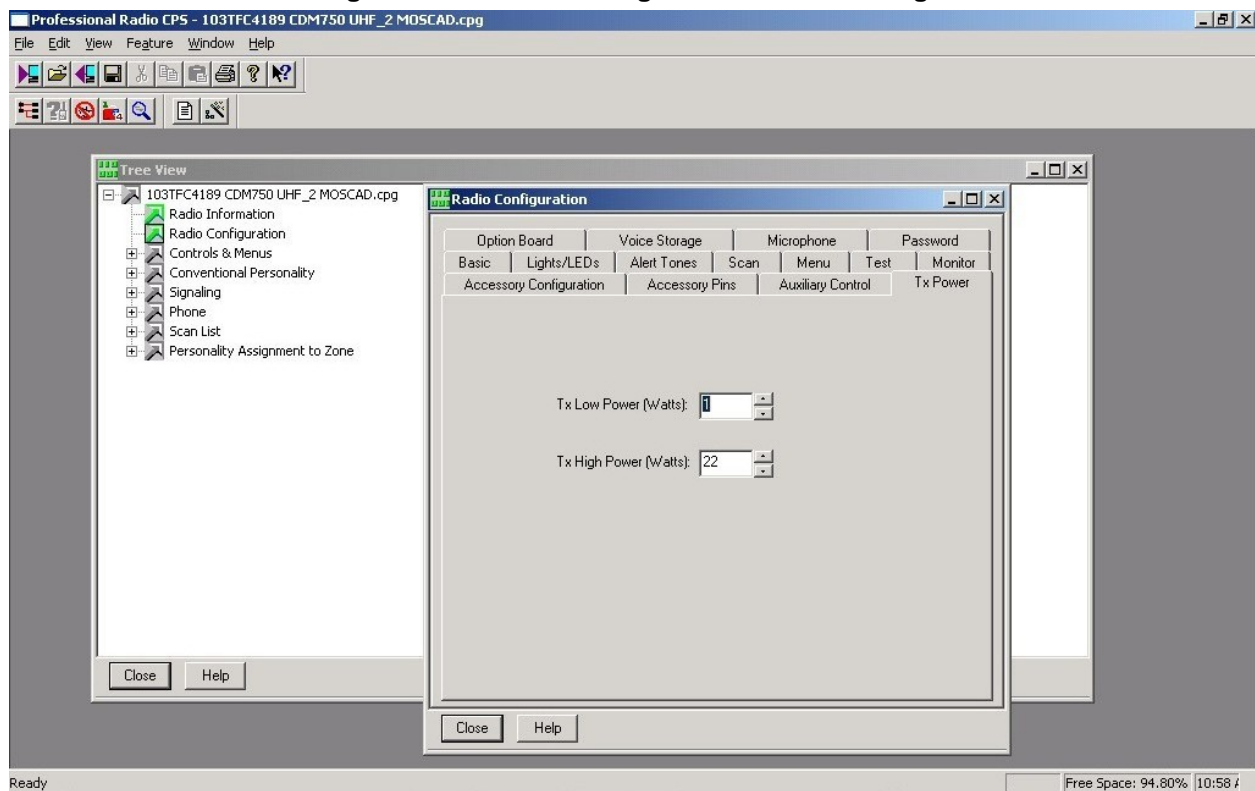 Professional Radio CPS - 103TFC4189 CDM750 UHF_2 MOSCAD.cpg
File Edit View Feature Window Help
Tree View
103TFC4189 CDM750 UHF_2 MOSCAD.cpg
Radio Information
Radio Configuration
Controls & Menus
Conventional Personality
Signaling
Phone
Scan List
Personality Assignment to Zone
Close Help
Radio Configuration
Option Board Voice Storage Microphone Password
Basic Lights/LEDs Alert Tones Scan Menu Test Monitor
Accessory Configuration Accessory Pins Auxiliary Control Tx Power
Tx Low Power (Watts): 1
Tx High Power (Watts): 22
Close Help
Ready Free Space: 94.80% 10:58